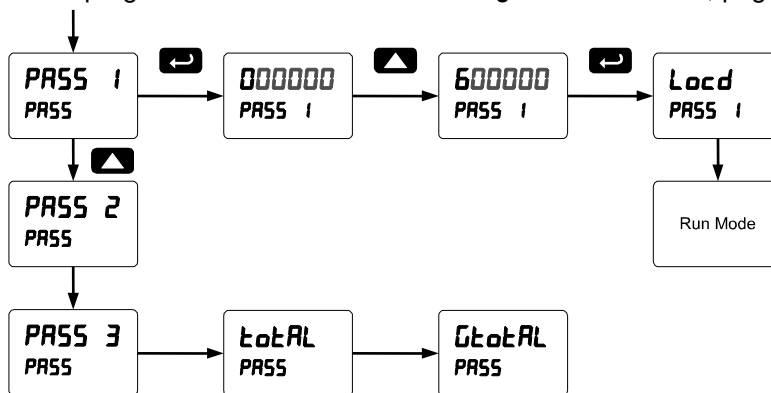 PASS 1
PASS
000000
PASS 1
600000
PASS 1
Locd
PASS 1
PASS 2
PASS
Run Mode
PASS 3
PASS
totAL
PASS
GtotAL
PASS